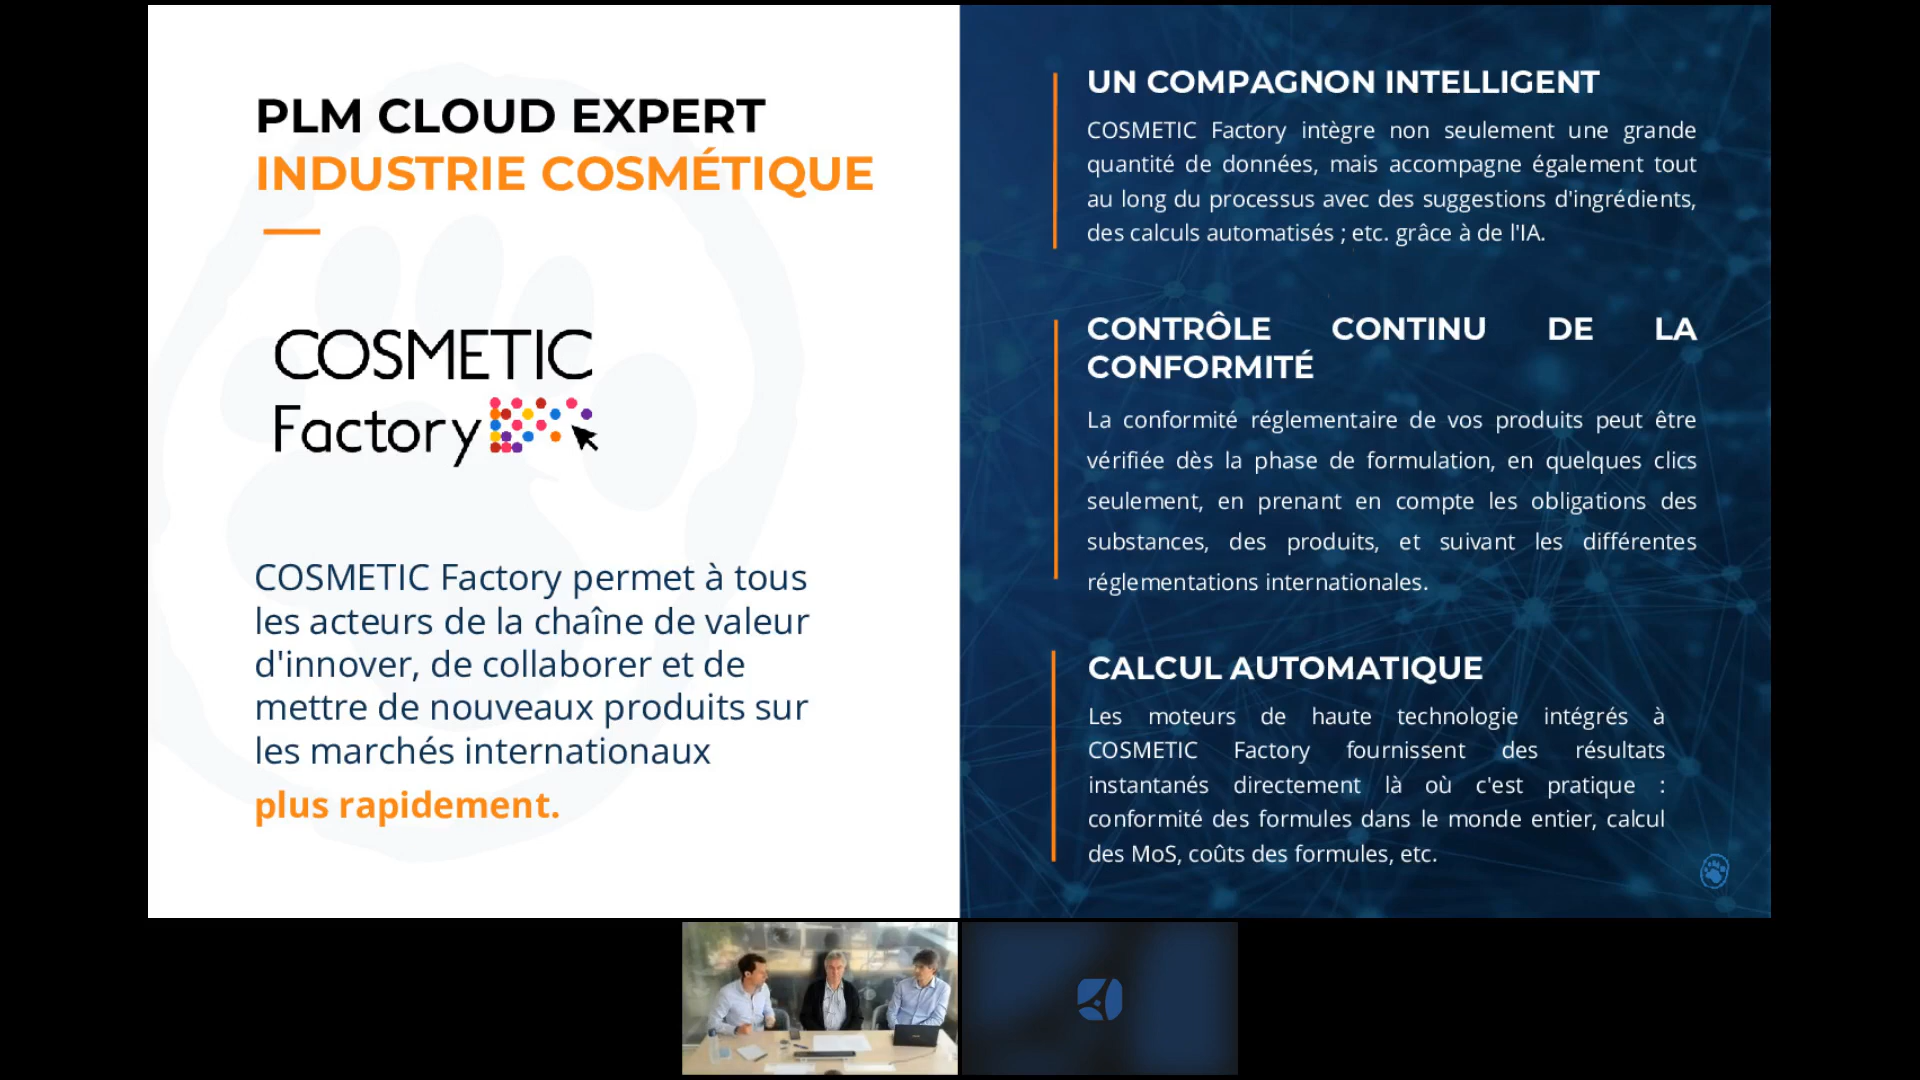 PLM CLOUD EXPERT
INDUSTRIE COSMÉTIQUE
COSMETIC
Factory
COSMETIC Factory permet à tous
les acteurs de la chaîne de valeur
d'innover, de collaborer et de
mettre de nouveaux produits sur
les marchés internationaux
plus rapidement.
UN COMPAGNON INTELLIGENT
COSMETIC Factory intègre non seulement une grande
quantité de données, mais accompagne également tout
au long du processus avec des suggestions d'ingrédients,
des calculs automatisés ; etc. grâce à de l'IA.
CONTRÔLE CONTINU DE LA
CONFORMITÉ
La conformité réglementaire de vos produits peut être
vérifiée dès la phase de formulation, en quelques clics
seulement, en prenant en compte les obligations des
substances, des produits, et suivant les différentes
réglementations internationales.
CALCUL AUTOMATIQUE
Les moteurs de haute technologie intégrés à
COSMETIC Factory fournissent des résultats
instantanés directement là où c'est pratique :
conformité des formules dans le monde entier, calcul
des MoS, coûts des formules, etc.